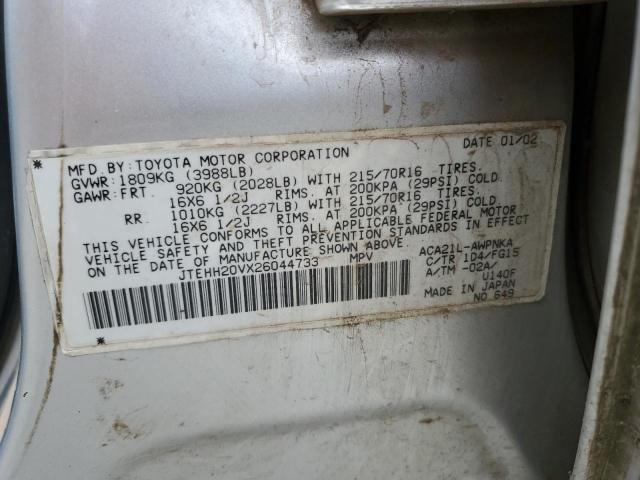 MFD. BY: TOYOTA MOTOR CORPORATION DATE 01/02
GVWR: 1809KG (3988LB)
GAWR: FRT. 920KG (2028LB) WITH 215/70R16 TIRES.
16X6 1/2J RIMS. AT 200KPA (29PSI) COLD.
RR. 1010KG (2227LB) WITH 215/70R16 TIRES.
16X6 1/2J RIMS. AT 200KPA (29PSI) COLD.
THIS VEHICLE CONFORMS TO ALL APPLICABLE FEDERAL MOTOR
VEHICLE SAFETY AND BUMPER STANDARDS IN EFFECT
ON THE DATE OF MANUFACTURE SHOWN ABOVE.
JTEHH20VX26044733 MPV
ACA21L-AWPNKA
C/TR 1D4/FG15
A/TM -02A/
U140F
MADE IN JAPAN
NO 649